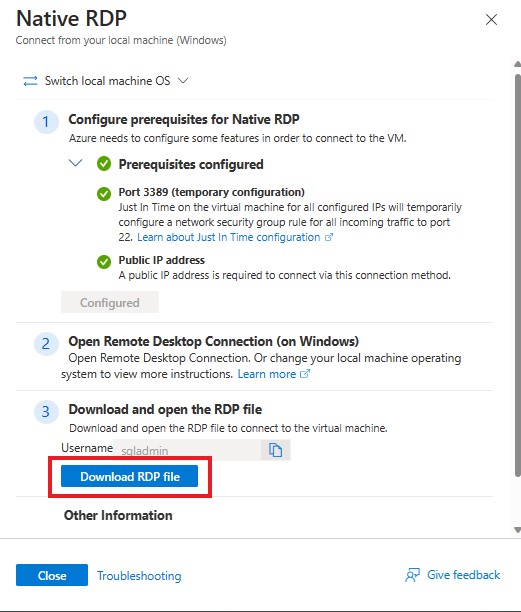 Native RDP
Connect from your local machine (Windows)
Switch local machine OS
1 Configure prerequisites for Native RDP
Azure needs to configure some features in order to connect to the VM.
Prerequisites configured
Port 3389 (temporary configuration)
Just In Time on the virtual machine for all configured IPs will temporarily
configure a network security group rule for all incoming traffic to port
22. Learn about Just In Time configuration
Public IP address
A public IP address is required to connect via this connection method.
Configured
2 Open Remote Desktop Connection (on Windows)
Open Remote Desktop Connection. Or change your local machine operating
system to view more instructions. Learn more
3 Download and open the RDP file
Download and open the RDP file to connect to the virtual machine.
Username sqladmin
Download RDP file
Other Information
Close Troubleshooting Give feedback